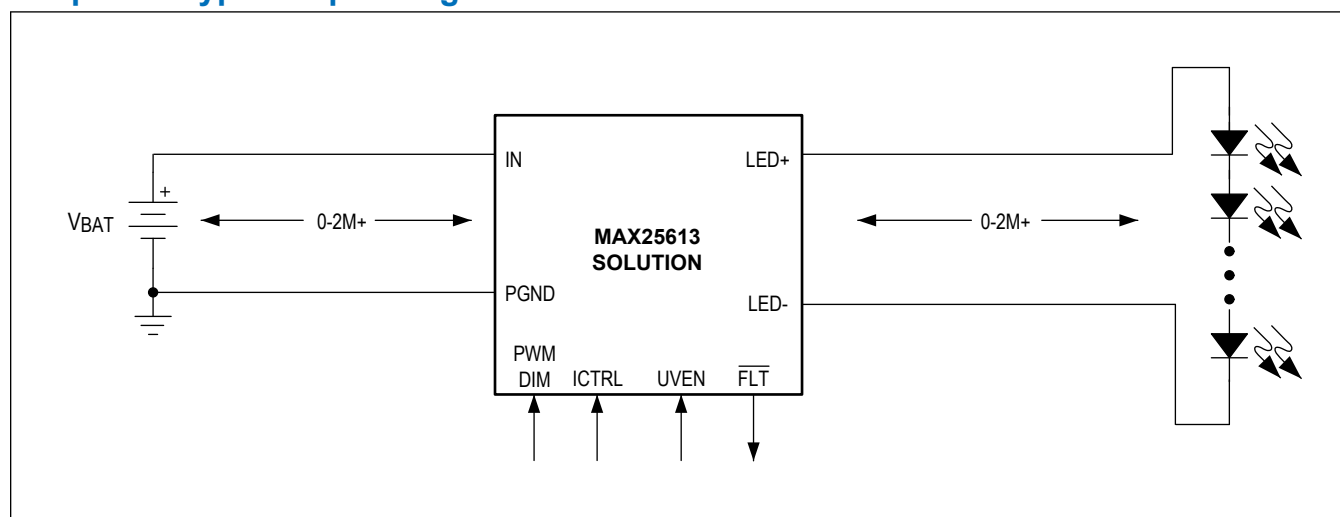 IN
LED+
+
VBAT
0-2M+
MAX25613
SOLUTION
0-2M+
PGND
LED-
PWM
DIM
ICTRL
UVEN
FLT